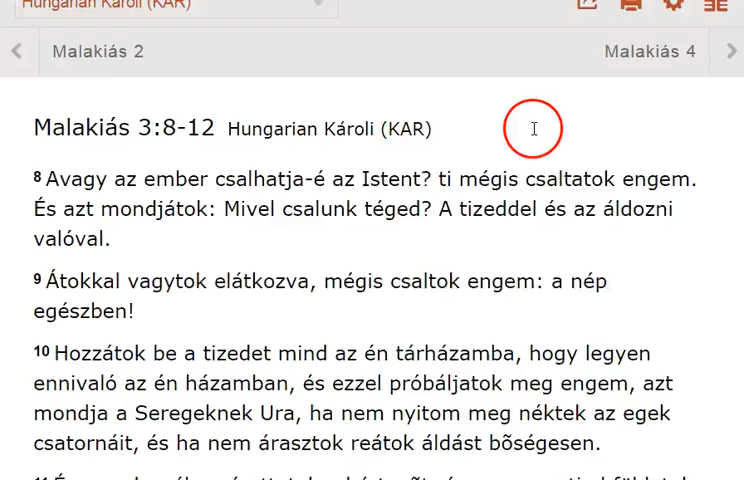 Hungarian Károli (KAR)
Malakiás 2 Malakiás 4
Malakiás 3:8-12 Hungarian Károli (KAR)
8 Avagy az ember csalhatja-é az Istent? ti mégis csaltatok engem.
És azt mondjátok: Mivel csalunk téged? A tizeddel és az áldozni
valóval.
9 Átokkal vagytok elátkozva, mégis csaltok engem: a nép
egészben!
10 Hozzátok be a tizedet mind az én tárházamba, hogy legyen
ennivaló az én házamban, és ezzel próbáljatok meg engem, azt
mondja a Seregeknek Ura, ha nem nyitom meg néktek az egek
csatornáit, és ha nem árasztok reátok áldást bõségesen.